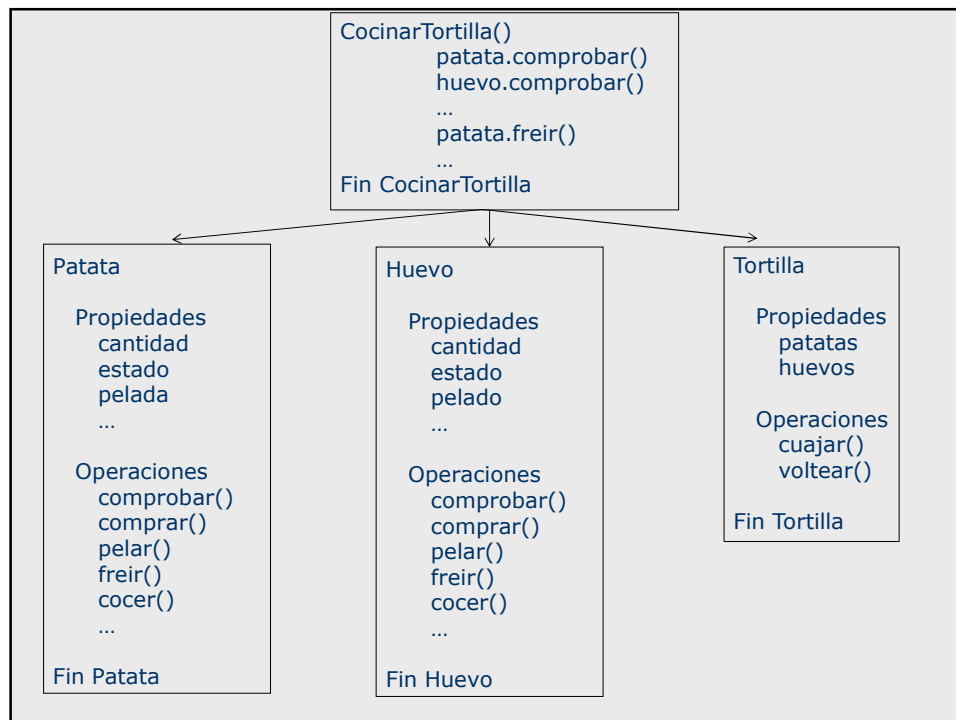 CocinarTortilla()
patata.comprobar()
huevo.comprobar()
...
patata.freir()
...
Fin CocinarTortilla
Patata
Propiedades
cantidad
estado
pelada
...
Operaciones
comprobar()
comprar()
pelar()
freir()
cocer()
...
Fin Patata
Huevo
Propiedades
cantidad
estado
pelado
...
Operaciones
comprobar()
comprar()
pelar()
freir()
cocer()
...
Fin Huevo
Tortilla
Propiedades
patatas
huevos
Operaciones
cuajar()
voltear()
Fin Tortilla